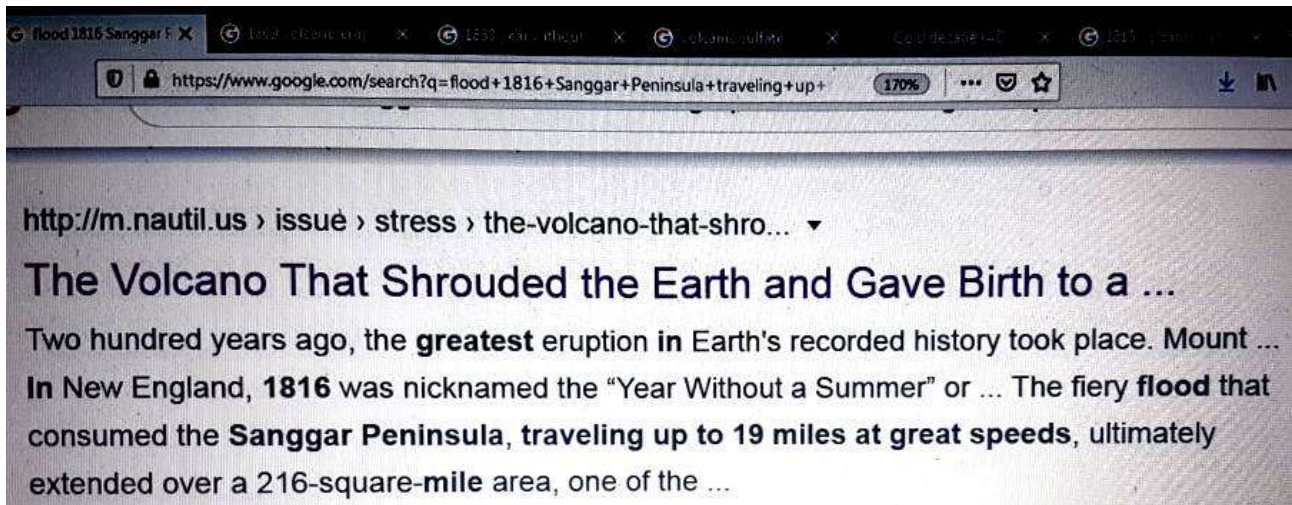 flood 1816 Sanggar P
https://www.google.com/search?q=flood+1816+Sanggar+Peninsula+traveling+up+
170%
http://m.nautil.us › issue › stress › the-volcano-that-shro...
The Volcano That Shrouded the Earth and Gave Birth to a ...
Two hundred years ago, the greatest eruption in Earth's recorded history took place. Mount ...
In New England, 1816 was nicknamed the “Year Without a Summer” or ... The fiery flood that
consumed the Sanggar Peninsula, traveling up to 19 miles at great speeds, ultimately
extended over a 216-square-mile area, one of the ...